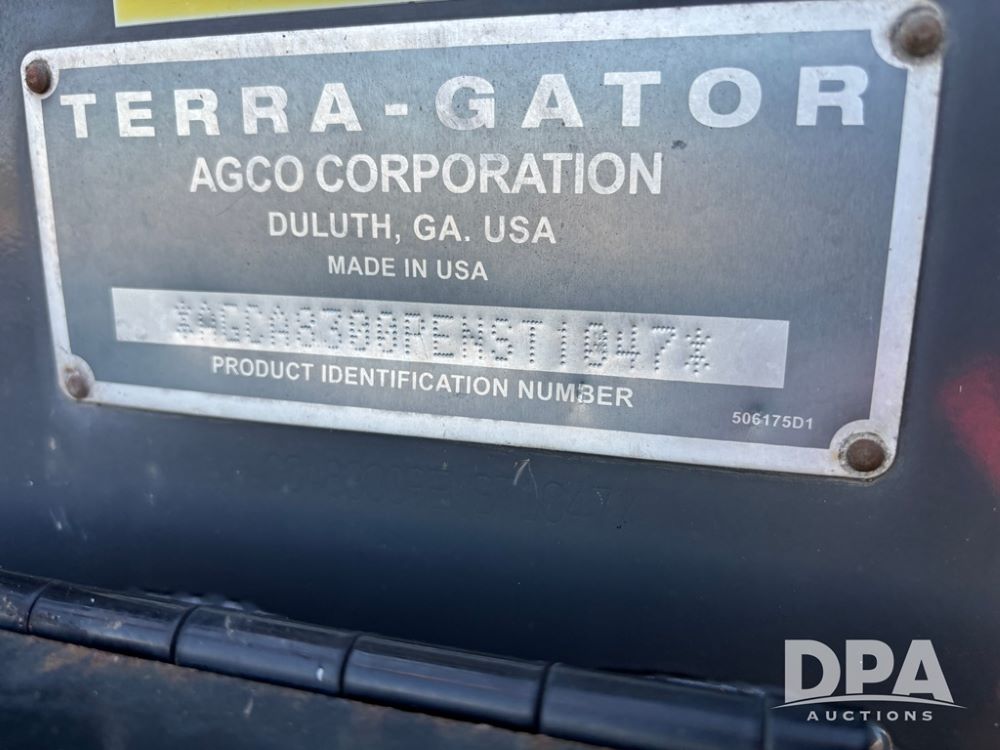 TERRA-GATOR
AGCO CORPORATION
DULUTH, GA. USA
MADE IN USA
*AGCA8300RENST1047*
PRODUCT IDENTIFICATION NUMBER
506175D1
DPA
AUCTIONS